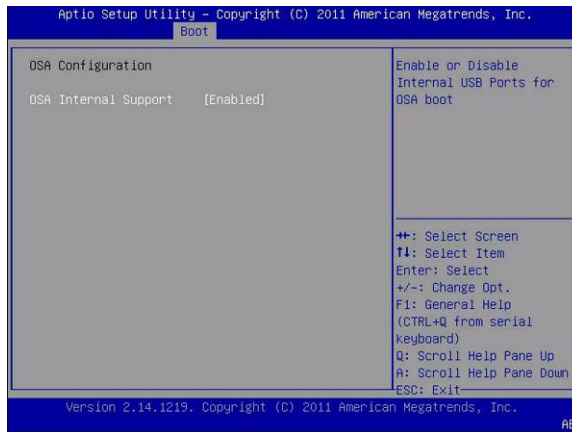 Aptio Setup Utility – Copyright (C) 2011 American Megatrends, Inc.
Boot
OSA Configuration
OSA Internal Support [Enabled]
Enable or Disable
Internal USB Ports for
OSA boot
→←: Select Screen
↑↓: Select Item
Enter: Select
+/-: Change Opt.
F1: General Help
(CTRL+Q from serial
keyboard)
Q: Scroll Help Pane Up
A: Scroll Help Pane Down
ESC: Exit
Version 2.14.1219. Copyright (C) 2011 American Megatrends, Inc.